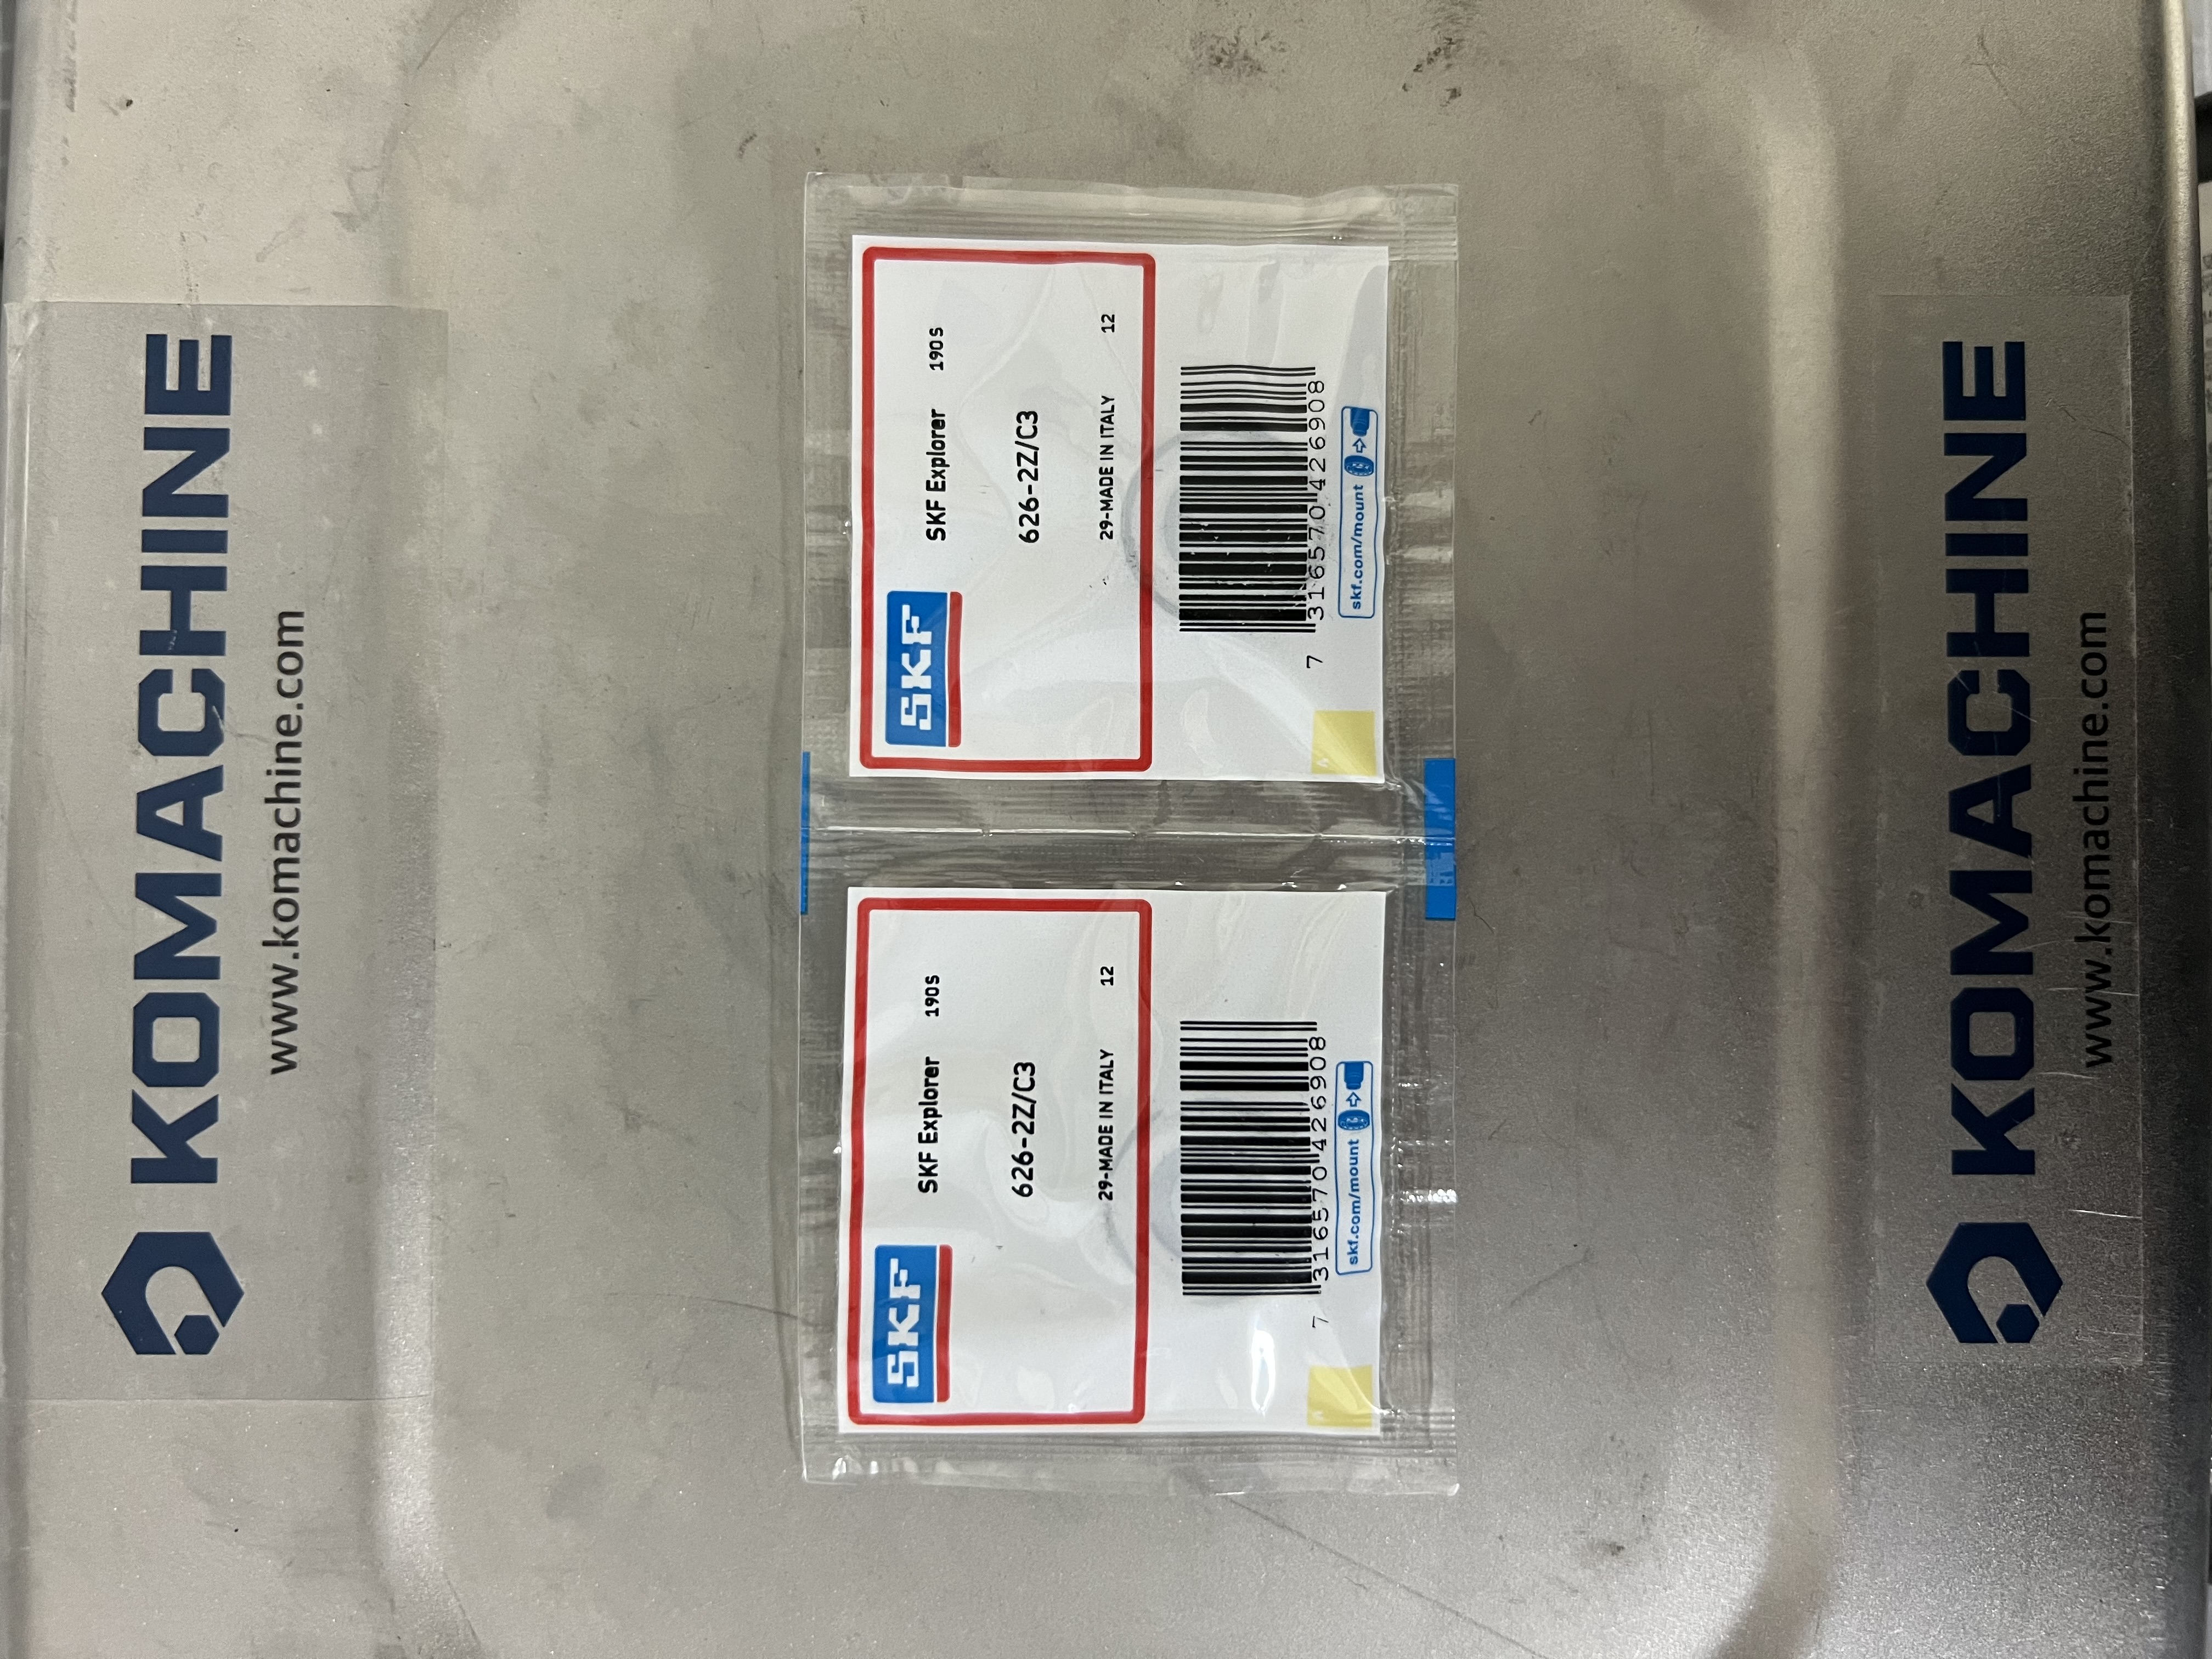 KOMACHINE
www.komachine.com
SKF
SKF Explorer 190S
626-2Z/C3
29-MADE IN ITALY 12
7 316570 426908
skf.com/mount
SKF
SKF Explorer 190S
626-2Z/C3
29-MADE IN ITALY 12
7 316570 426908
skf.com/mount
KOMACHINE
www.komachine.com